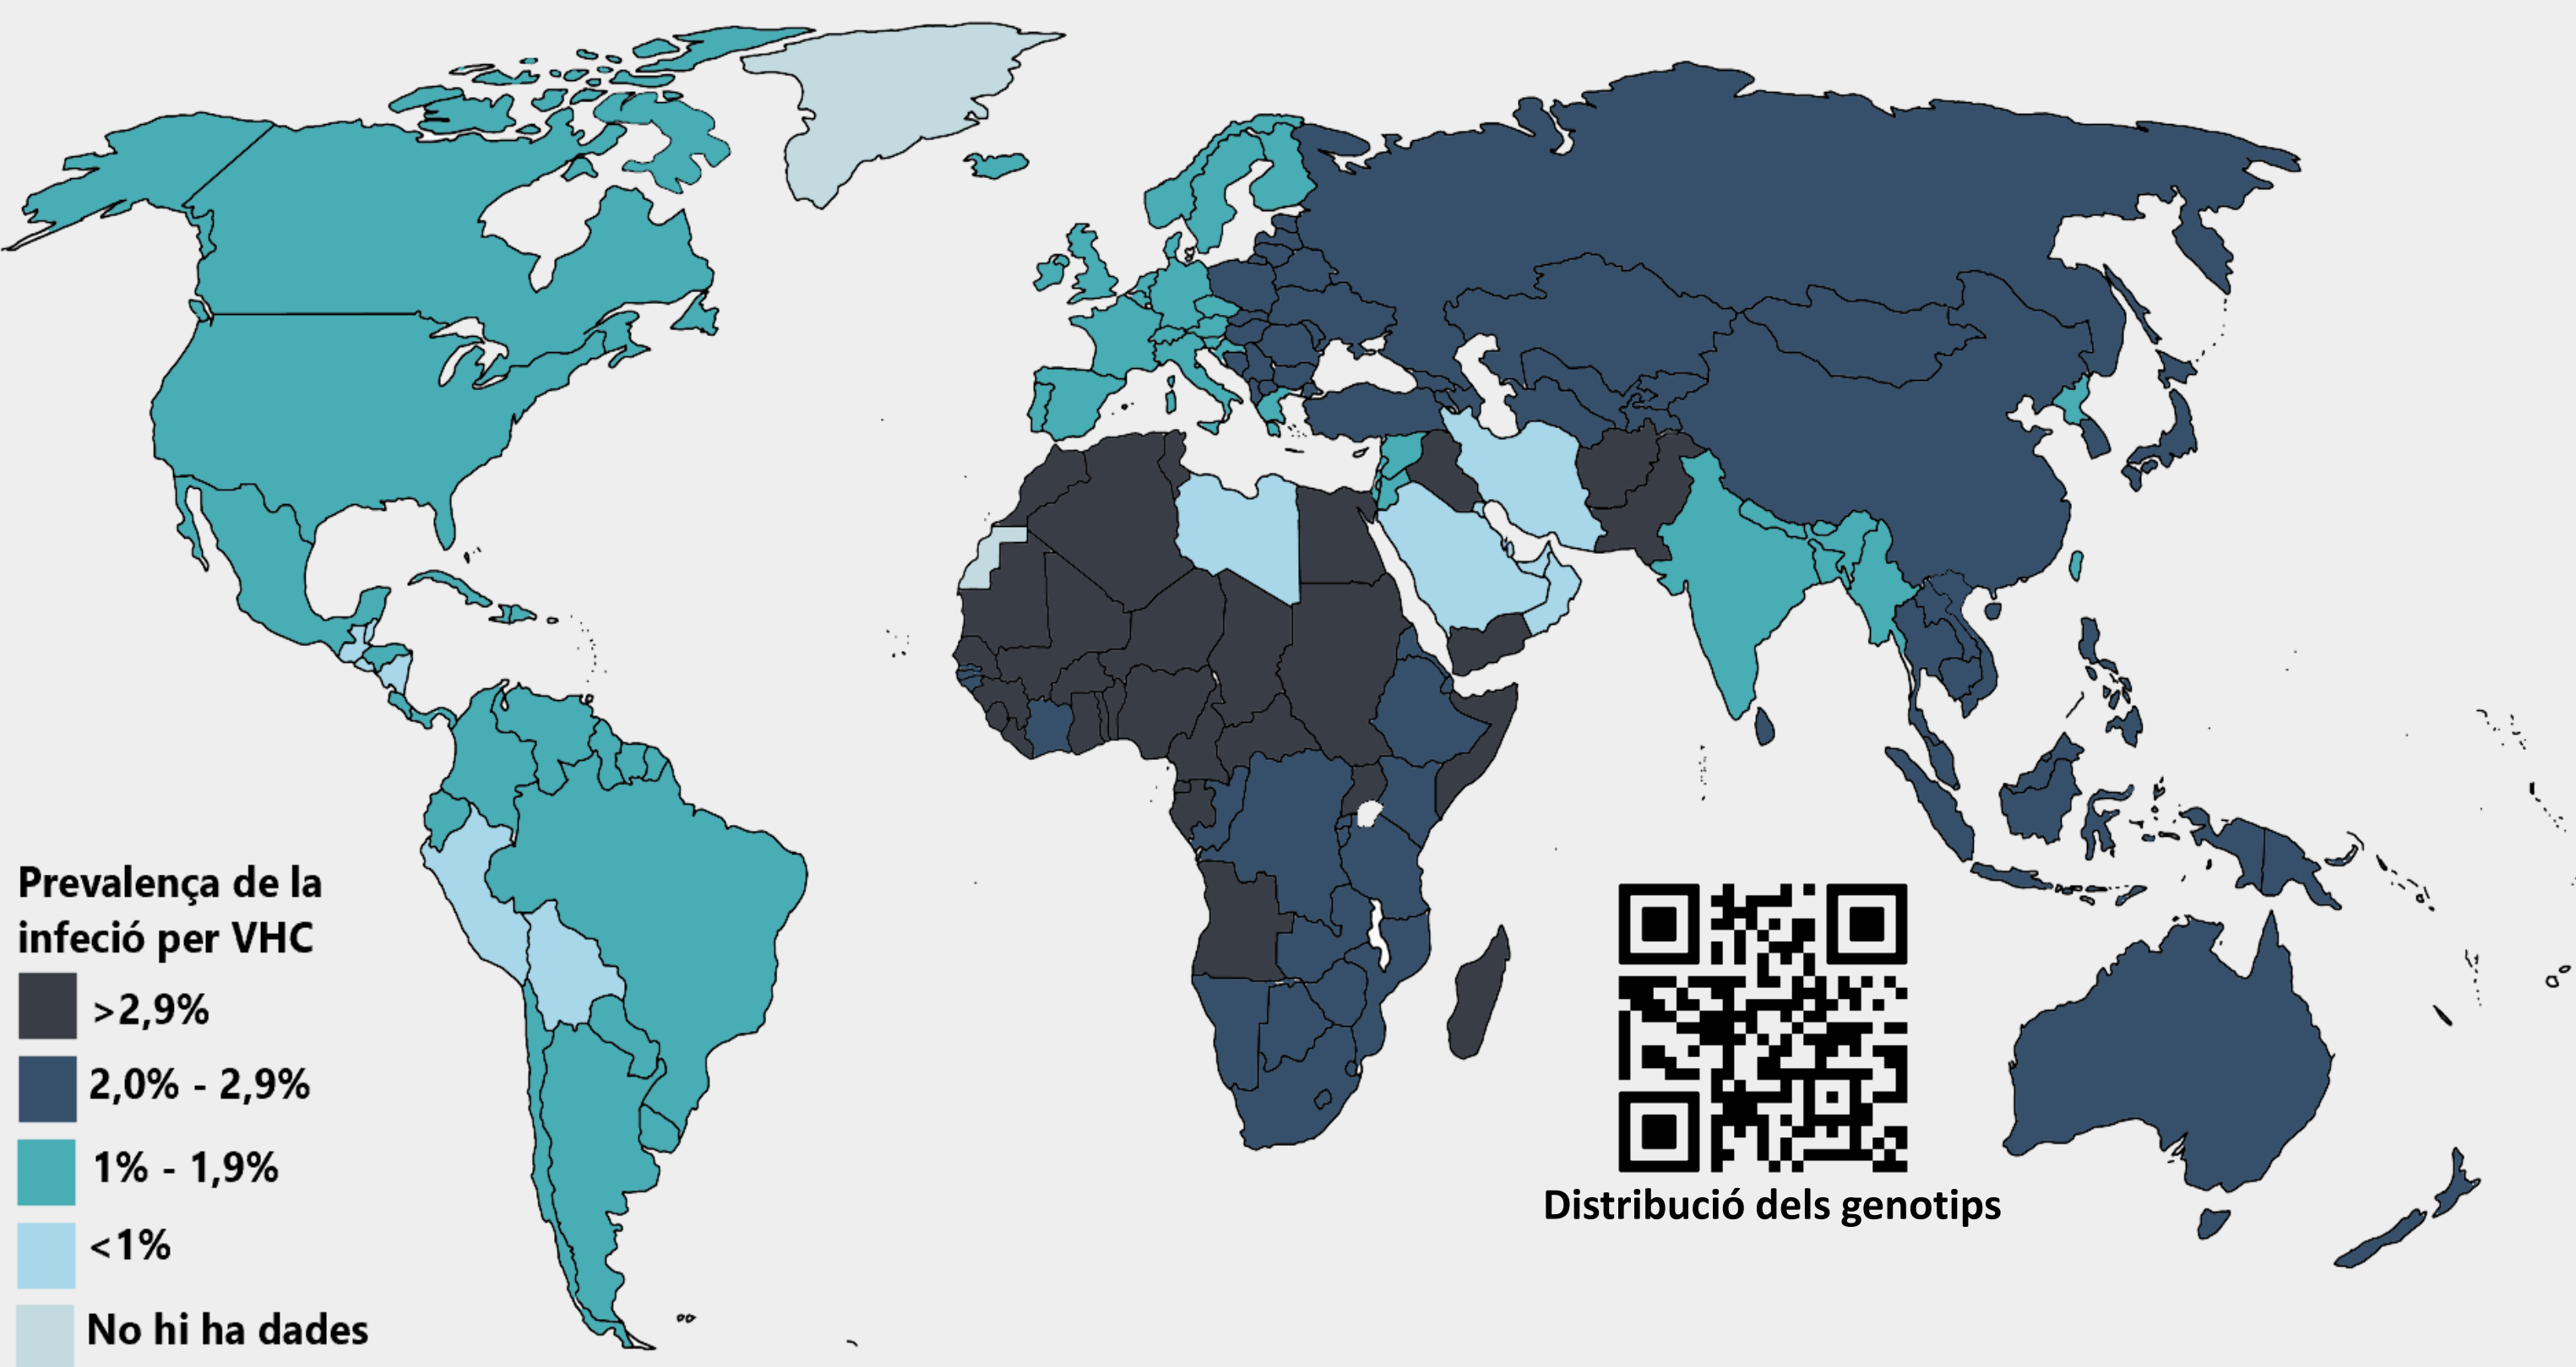 Prevalença de la
infeció per VHC
>2,9%
2,0% - 2,9%
1% - 1,9%
<1%
No hi ha dades
Distribució dels genotips